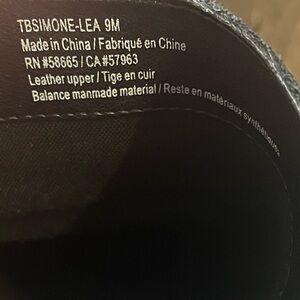 TBSIMONE-LEA 9M
Made in China / Fabriqué en Chine
RN #58665 / CA#57963
Leather upper / Tige en cuir
Balance manmade material / Reste en matériaux synthétiques